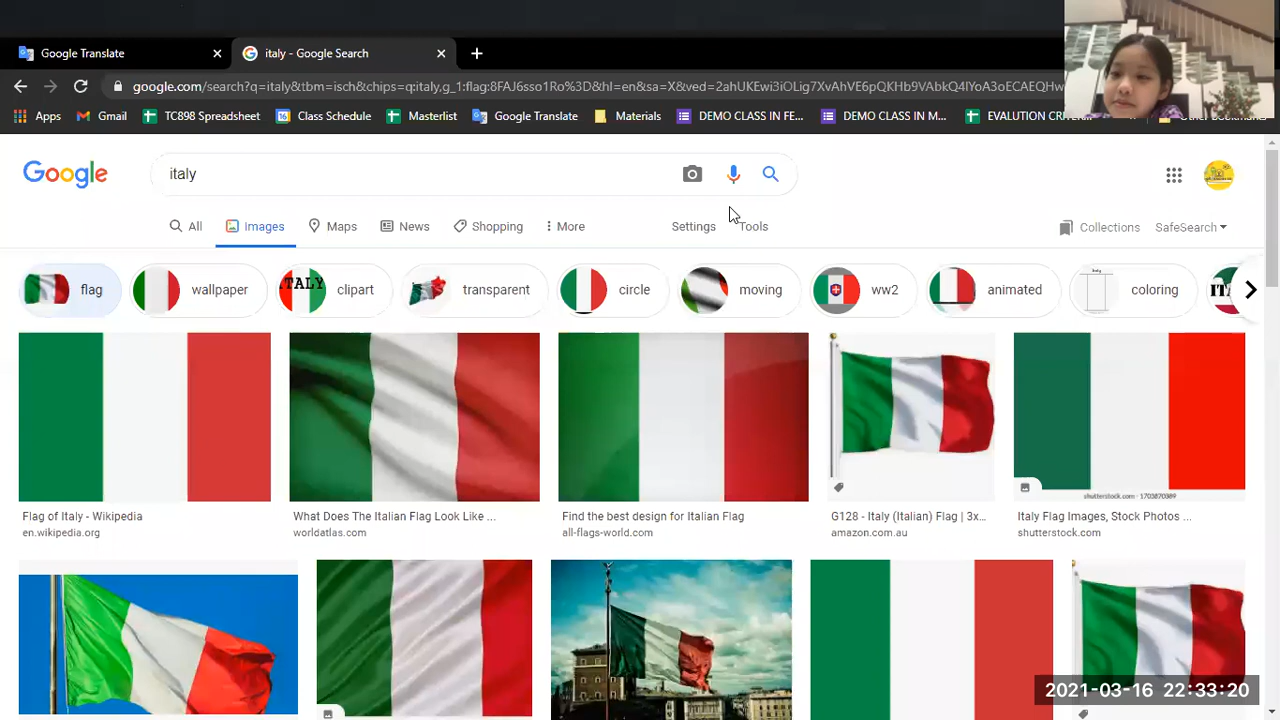 Google Translate
italy - Google Search
google.com/search?q=italy&tbm=isch&chips=q:italy,g_1:flag:8FAJ6sso1Ro%3D&hl=en&sa=X&ved=2ahUKEwi3iOLig7XvAhVE6pQKHb9VAbkQ4lYoA3oECAEQHw
Apps Gmail TC898 Spreadsheet Class Schedule Masterlist Google Translate Materials DEMO CLASS IN FE... DEMO CLASS IN M... EVALUTION CRITER...
Google
italy
All Images Maps News Shopping More Settings Tools Collections SafeSearch
flag wallpaper ITALY clipart transparent circle moving ww2 animated Italy coloring
shutterstock.com · 1703870389
Flag of Italy - Wikipedia
en.wikipedia.org
What Does The Italian Flag Look Like ...
worldatlas.com
Find the best design for Italian Flag
all-flags-world.com
G128 - Italy (Italian) Flag | 3x...
amazon.com.au
Italy Flag Images, Stock Photos ...
shutterstock.com
2021-03-16 22:33:20